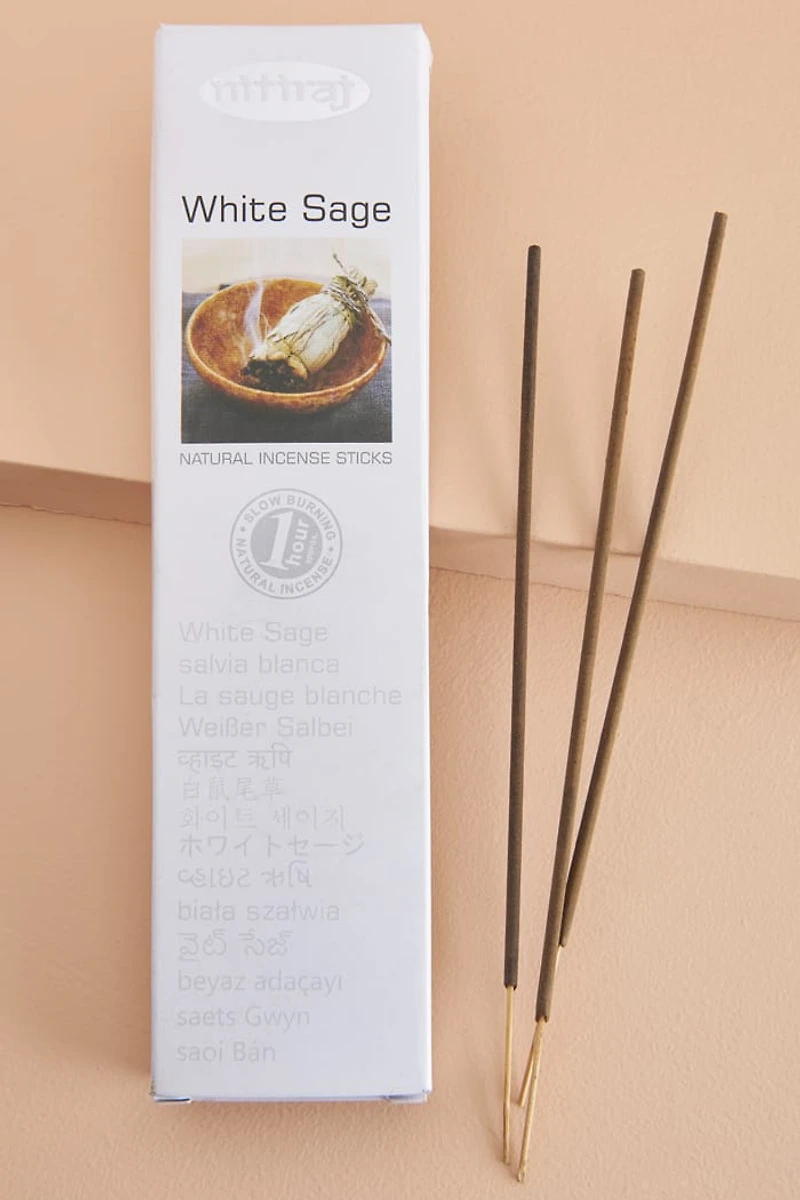 nitiraj
White Sage
NATURAL INCENSE STICKS
SLOW BURNING
1 hour
NATURAL INCENSE
White Sage
salvia blanca
La sauge blanche
Weißer Salbei
व्हाइट ऋषि
白鼠尾草
화이트 세이지
ホワイトセージ
વ્હાઇટ ઋષિ
biała szałwia
వైట్ సేజ్
beyaz adaçayı
saets Gwyn
saoi Bán